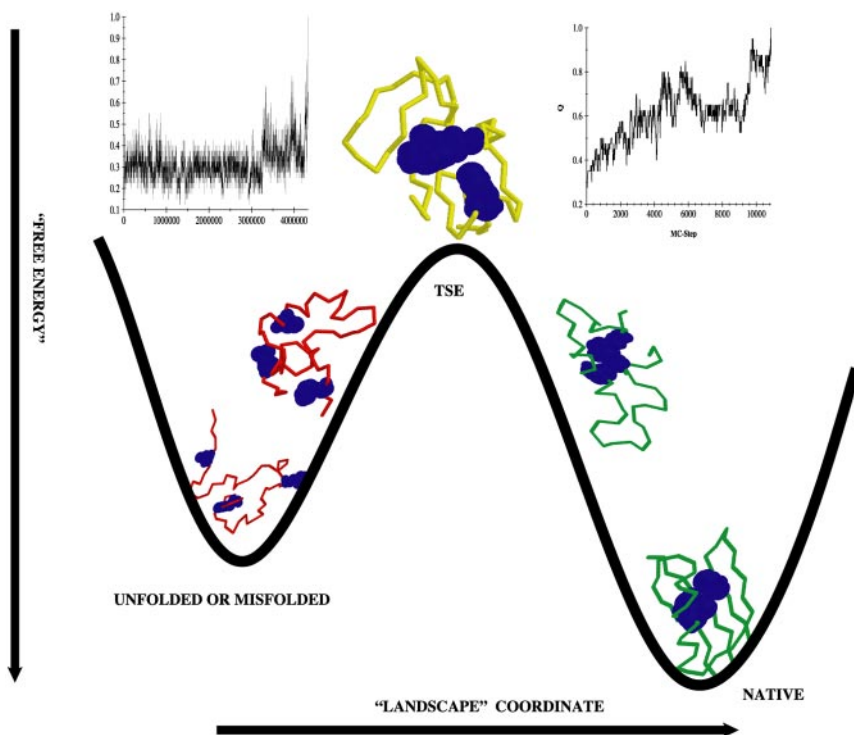 1.0
0.9
0.8
0.7
0.6
0.5
0.4
0.3
0.2
0.1
0 1000000 2000000 3000000 4000000
1.0
0.8
Q
0.6
0.4
0.2
0 2000 4000 6000 8000 10000
MC-Step
“FREE ENERGY”
TSE
UNFOLDED OR MISFOLDED
NATIVE
“LANDSCAPE” COORDINATE